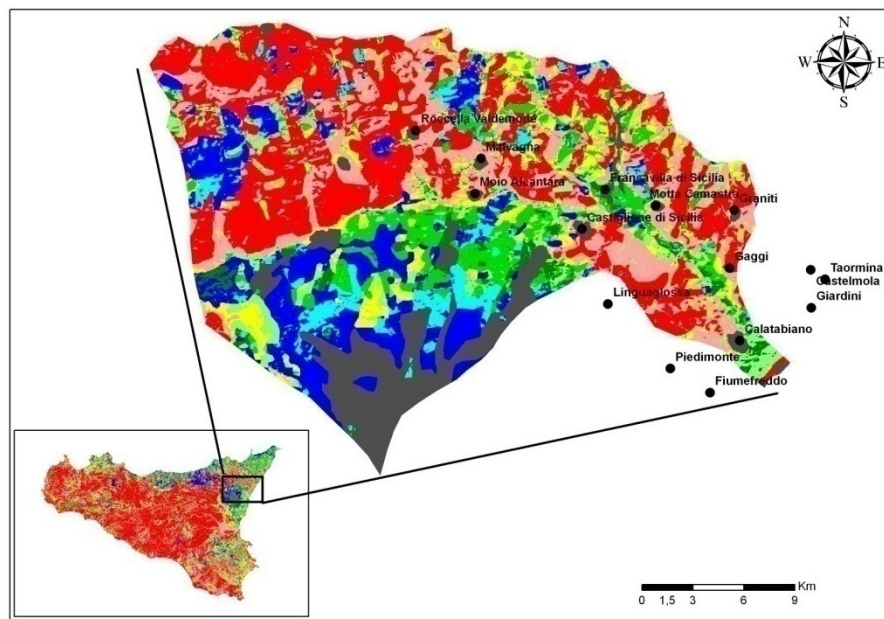 N
W E
S
Roccella Valdemone
Malvagna
Moio Alcantara
Francavilla di Sicilia
Motta Camastra
Graniti
Castiglione di Sicilia
Gaggi
Taormina
Castelmola
Giardini
Linguaglossa
Calatabiano
Piedimonte
Fiumefreddo
Km
0 1,5 3 6 9